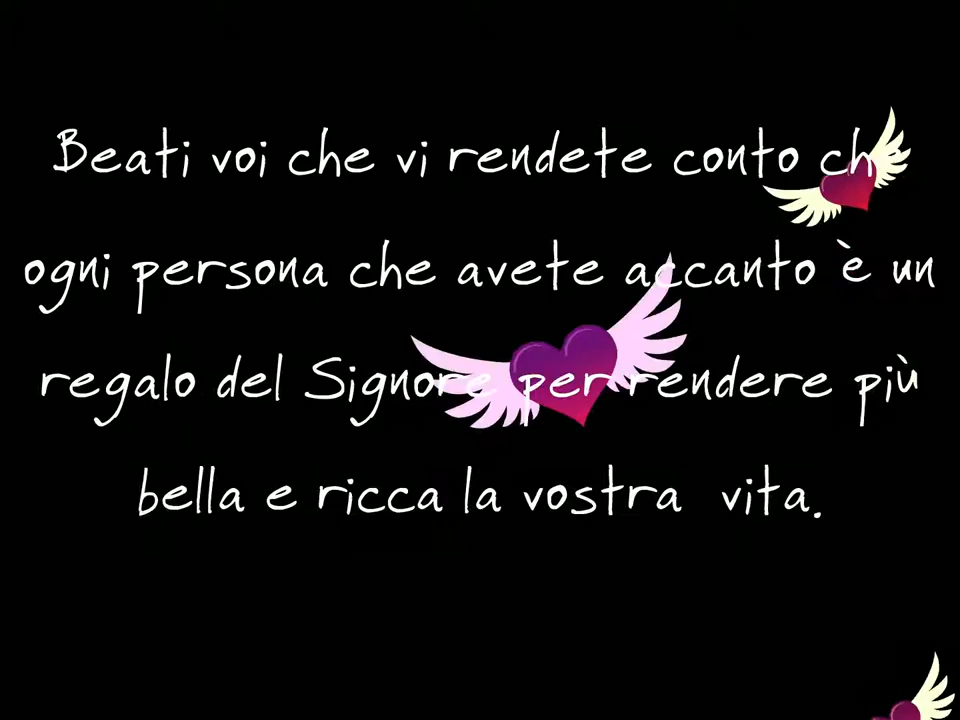 Beati voi che vi rendete conto che
ogni persona che avete accanto è un
regalo del Signore per rendere più
bella e ricca la vostra vita.